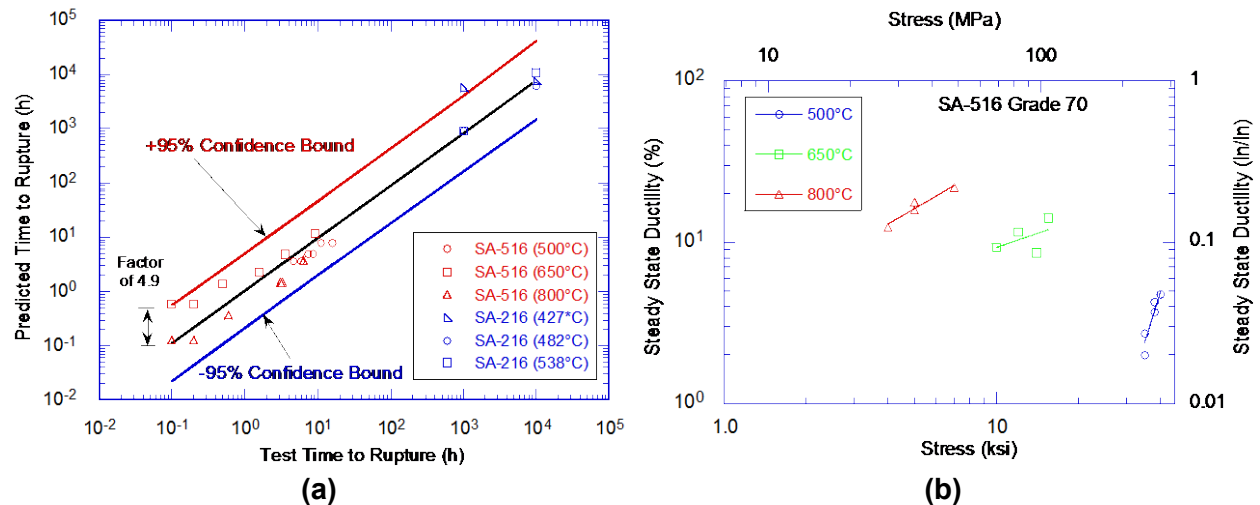 10^5
10^4
10^3
10^2
10^1
10^0
10^-1
10^-2
Predicted Time to Rupture (h)
+95% Confidence Bound
Factor
of 4.9
-95% Confidence Bound
SA-516 (500°C)
SA-516 (650°C)
SA-516 (800°C)
SA-216 (427*C)
SA-216 (482°C)
SA-216 (538°C)
10^-2
10^-1
10^0
10^1
10^2
10^3
10^4
10^5
Test Time to Rupture (h)
(a)
Stress (MPa)
10
100
10^2
10^1
10^0
Steady State Ductility (%)
500°C
650°C
800°C
SA-516 Grade 70
1
0.1
0.01
Steady State Ductility (In/In)
1.0
10
Stress (ksi)
(b)